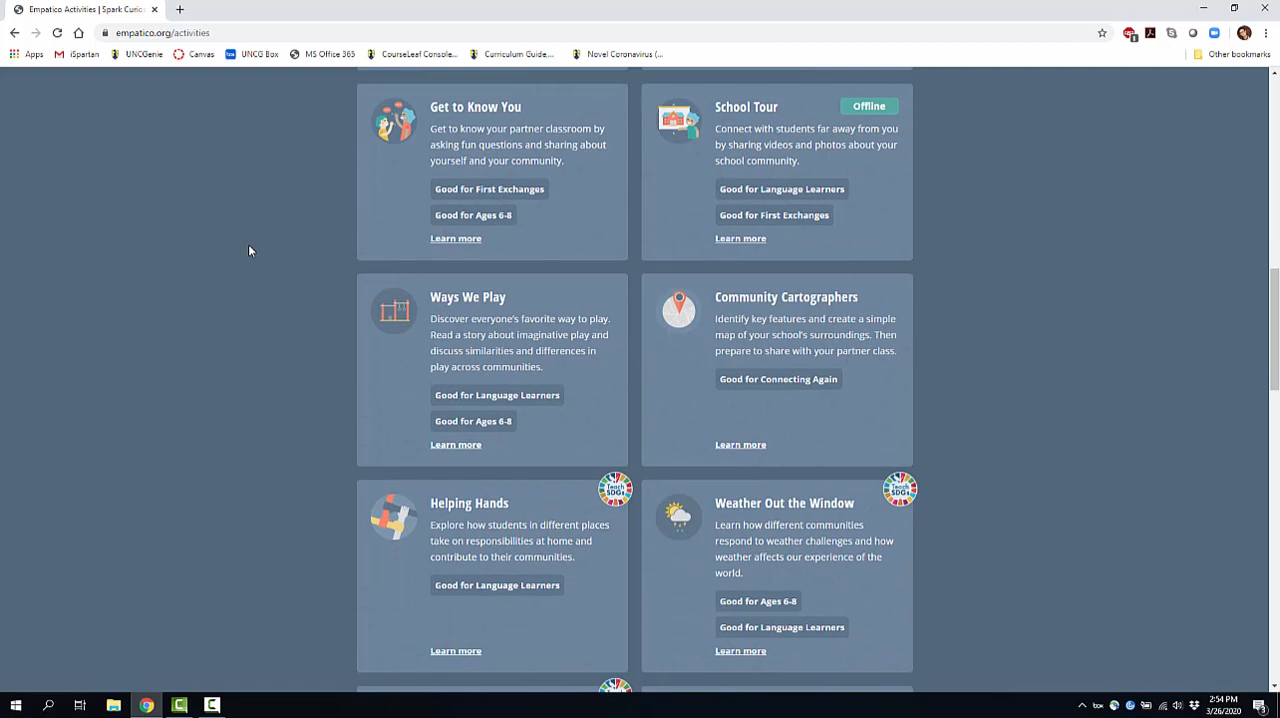 Empatico Activities | Spark Curio
empatico.org/activities
Apps
iSpartan
UNCGenie
Canvas
UNCG Box
MS Office 365
CourseLeaf Console...
Curriculum Guide,...
Novel Coronavirus (...
Other bookmarks
Get to Know You
Get to know your partner classroom by
asking fun questions and sharing about
yourself and your community.
Good for First Exchanges
Good for Ages 6-8
Learn more
School Tour
Offline
Connect with students far away from you
by sharing videos and photos about your
school community.
Good for Language Learners
Good for First Exchanges
Learn more
Ways We Play
Discover everyone's favorite way to play.
Read a story about imaginative play and
discuss similarities and differences in
play across communities.
Good for Language Learners
Good for Ages 6-8
Learn more
Community Cartographers
Identify key features and create a simple
map of your school's surroundings. Then
prepare to share with your partner class.
Good for Connecting Again
Learn more
Teach
SDGs
Helping Hands
Explore how students in different places
take on responsibilities at home and
contribute to their communities.
Good for Language Learners
Learn more
Teach
SDGs
Weather Out the Window
Learn how different communities
respond to weather challenges and how
weather affects our experience of the
world.
Good for Ages 6-8
Good for Language Learners
Learn more
box
2:54 PM
3/26/2020